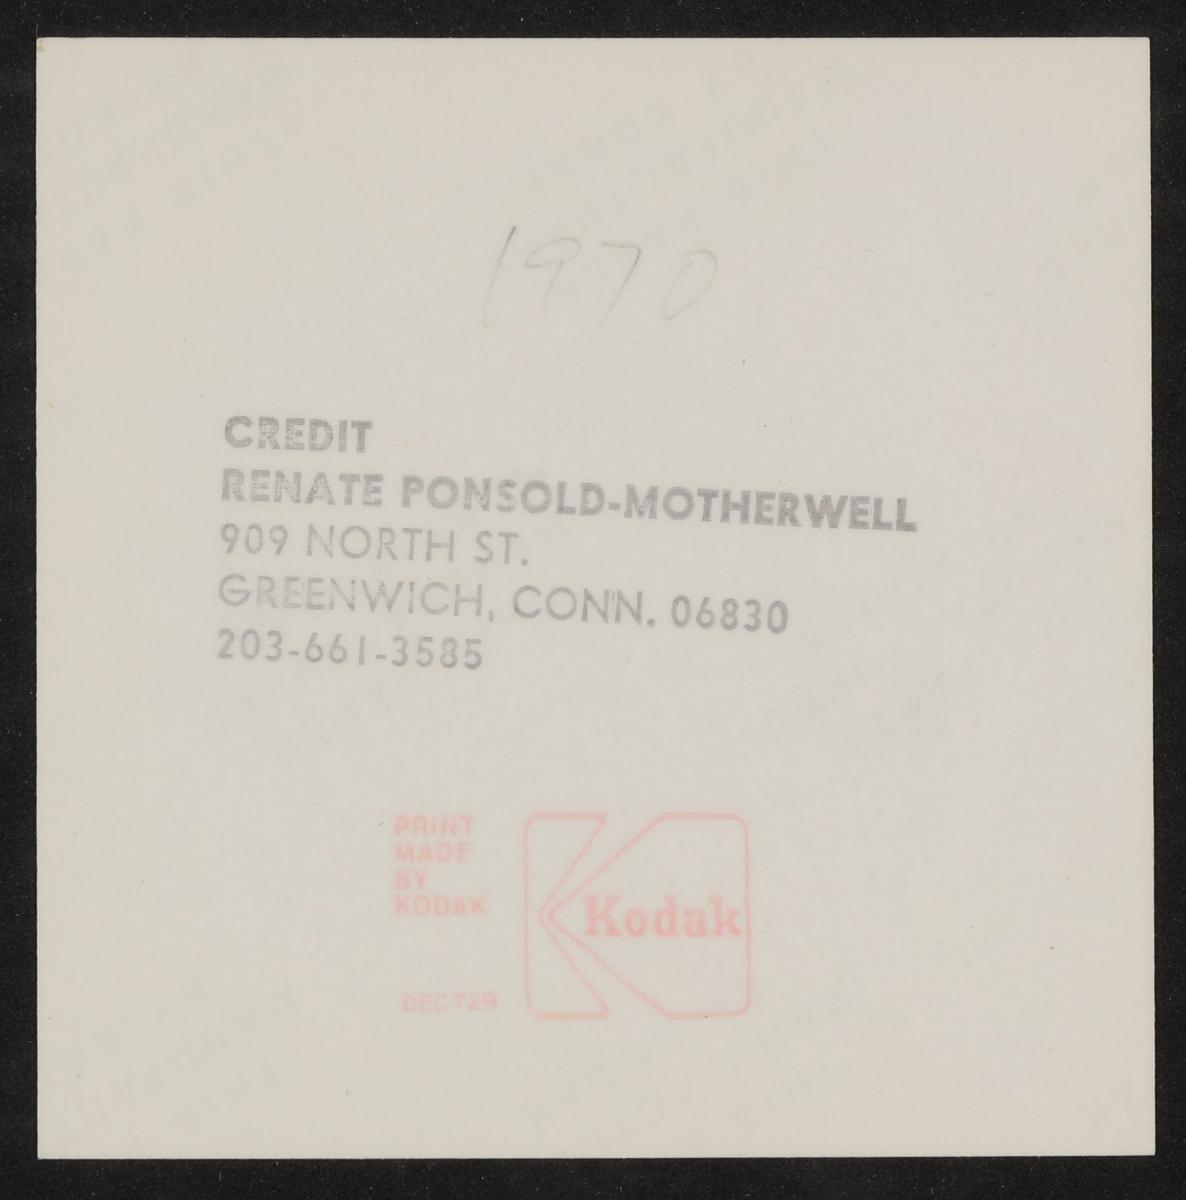 1970
CREDIT
RENATE PONSOLD-MOTHERWELL
909 NORTH ST.
GREENWICH, CONN. 06830
203-661-3585
PRINT
MADE
BY
KODAK
Kodak
DEC 72R